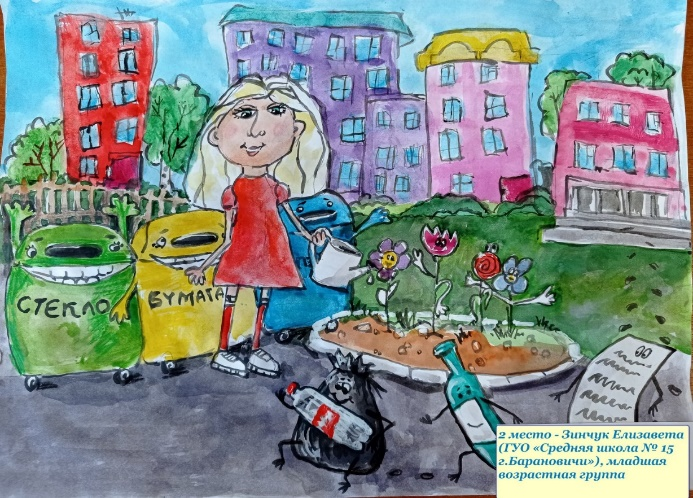 СТЕКЛО
БУМАГА
2 место - Зинчук Елизавета
(ГУО «Средняя школа № 15
г.Барановичи»), младшая
возрастная группа